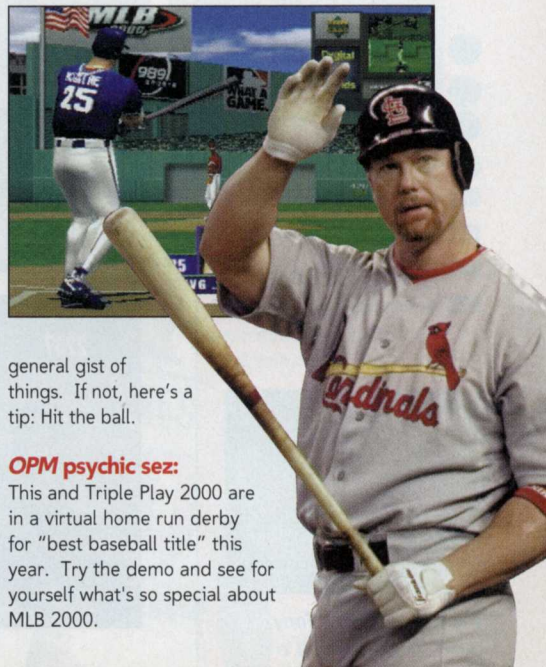 MLB
2000
989
sports
WHAT A
GAME.
Digital
25
general gist of
things.  If not, here's a
tip: Hit the ball.
Cardinals
OPM psychic sez:
This and Triple Play 2000 are
in a virtual home run derby
for “best baseball title” this
year.  Try the demo and see for
yourself what's so special about
MLB 2000.